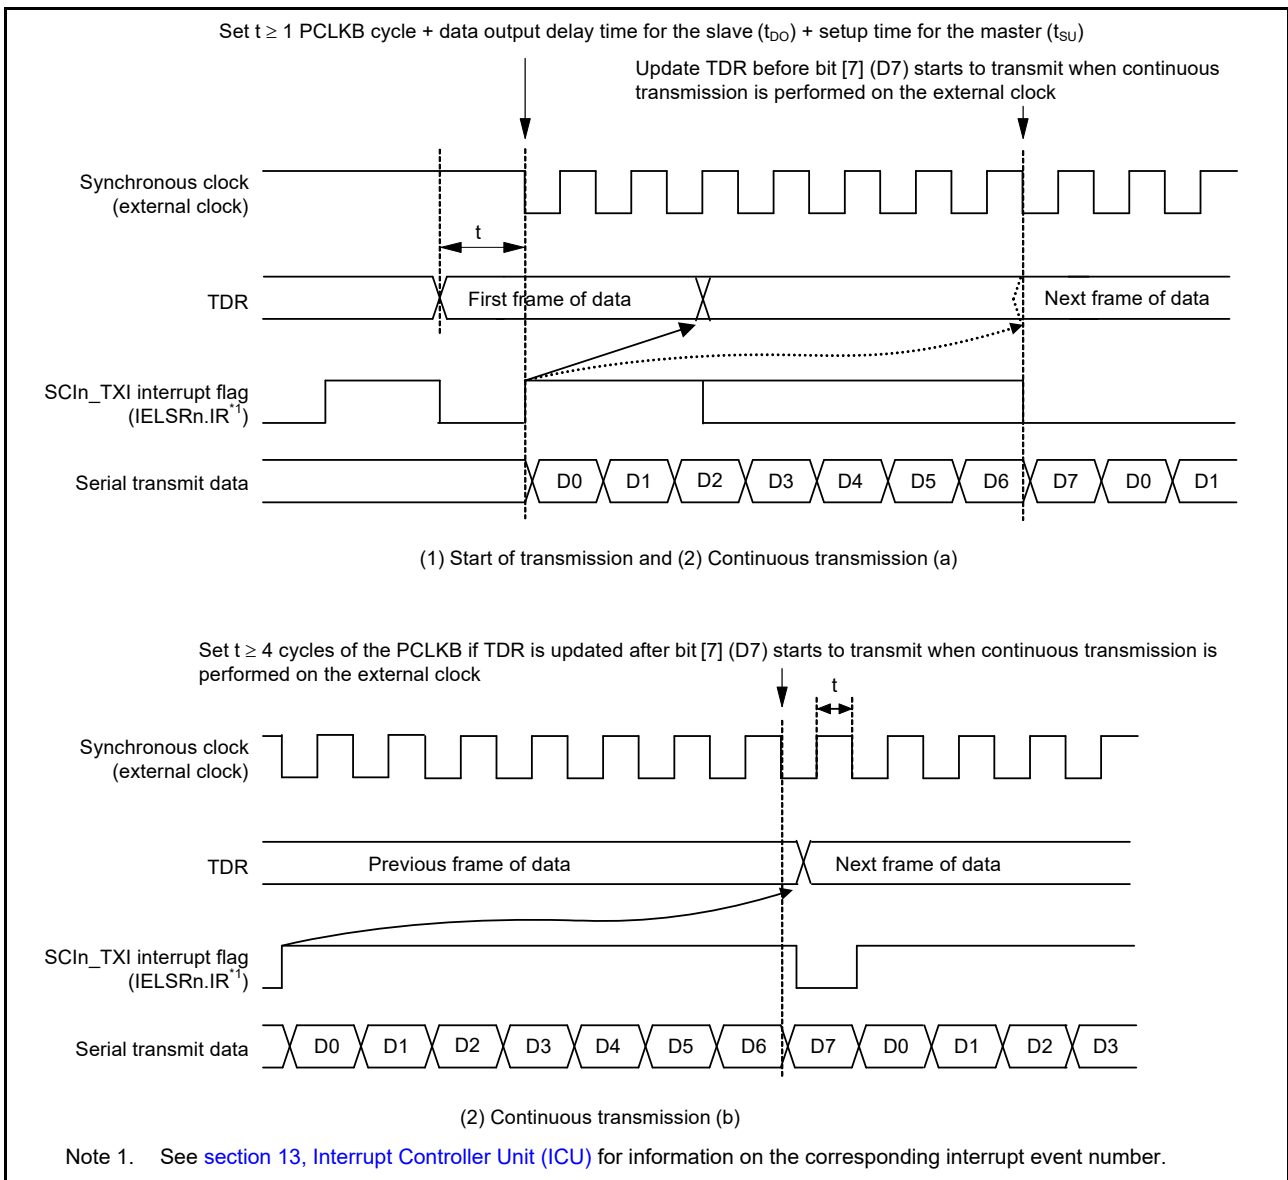 Set t ≥ 1 PCLKB cycle + data output delay time for the slave (tDO) + setup time for the master (tSU)
Update TDR before bit [7] (D7) starts to transmit when continuous
transmission is performed on the external clock
Synchronous clock
(external clock)
t
TDR
First frame of data
Next frame of data
SCIn_TXI interrupt flag
(IELSRn.IR*1)
Serial transmit data
D0 D1 D2 D3 D4 D5 D6 D7 D0 D1
(1) Start of transmission and (2) Continuous transmission (a)
Set t ≥ 4 cycles of the PCLKB if TDR is updated after bit [7] (D7) starts to transmit when continuous transmission is
performed on the external clock
t
Synchronous clock
(external clock)
TDR
Previous frame of data
Next frame of data
SCIn_TXI interrupt flag
(IELSRn.IR*1)
Serial transmit data
D0 D1 D2 D3 D4 D5 D6 D7 D0 D1 D2 D3
(2) Continuous transmission (b)
Note 1. See section 13, Interrupt Controller Unit (ICU) for information on the corresponding interrupt event number.